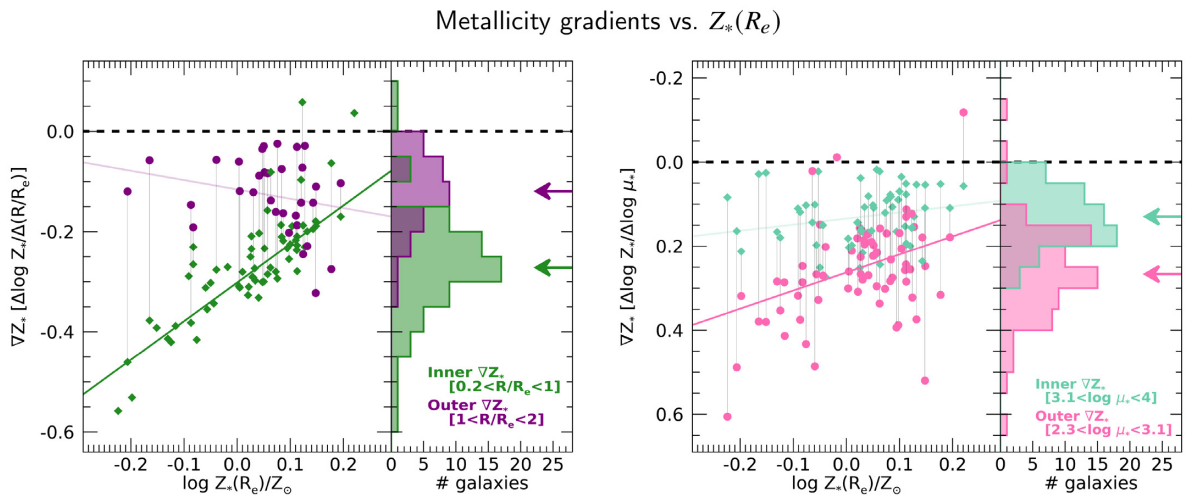 Metallicity gradients vs. Z*(Re)
∇Z* [Δlog Z*/Δ(R/Re)]
0.0
-0.2
-0.4
-0.6
Inner ∇Z*
[0.2<R/Re<1]
Outer ∇Z*
[1<R/Re<2]
-0.2 -0.1 0.0 0.1 0.2
0 5 10 15 20 25
log Z*(Re)/Z⊙
# galaxies
∇Z* [Δlog Z*/Δlog μ*]
-0.2
0.0
0.2
0.4
0.6
Inner ∇Z*
[3.1<log μ*<4]
Outer ∇Z*
[2.3<log μ*<3.1]
-0.2 -0.1 0.0 0.1 0.2
0 5 10 15 20 25
log Z*(Re)/Z⊙
# galaxies